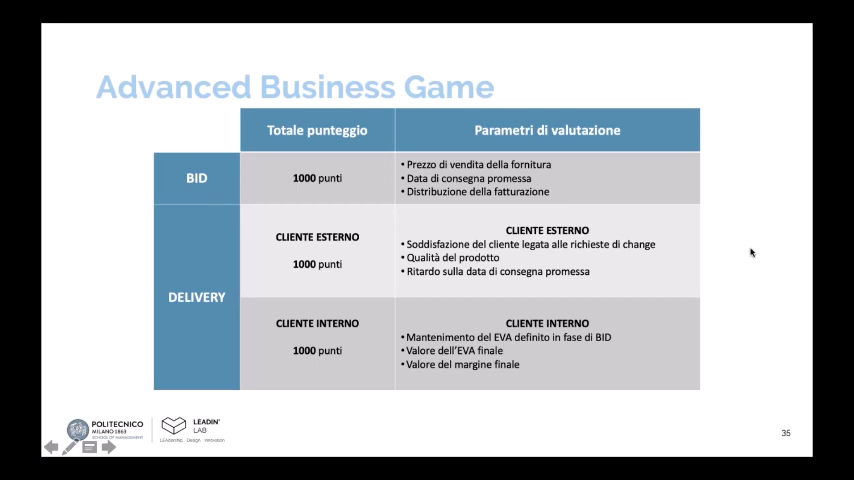 Advanced Business Game
Totale punteggio
Parametri di valutazione
BID
1000 punti
• Prezzo di vendita della fornitura
• Data di consegna promessa
• Distribuzione della fatturazione
DELIVERY
CLIENTE ESTERNO
1000 punti
CLIENTE ESTERNO
• Soddisfazione del cliente legata alle richieste di change
• Qualità del prodotto
• Ritardo sulla data di consegna promessa
CLIENTE INTERNO
1000 punti
CLIENTE INTERNO
• Mantenimento del EVA definito in fase di BID
• Valore dell'EVA finale
• Valore del margine finale
POLITECNICO
MILANO 1863
SCHOOL OF MANAGEMENT
LEADIN'
LAB
LEAdership, Design, Innovation
35